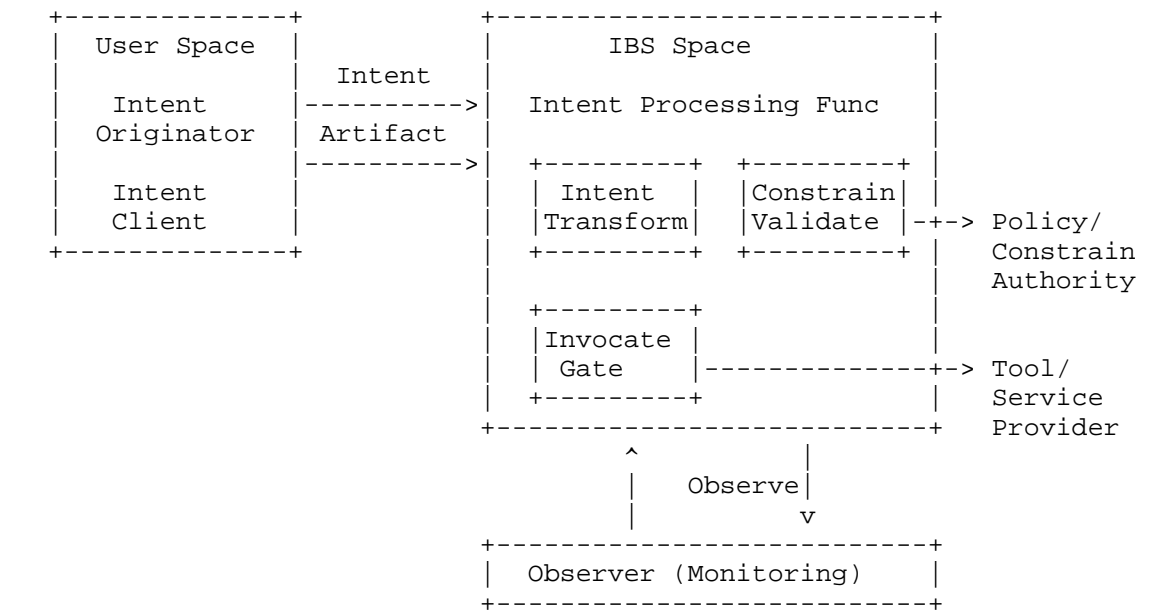 User Space IBS Space
Intent
Intent Intent Processing Func
Originator Artifact
Intent Intent Constrain
Client Transform Validate Policy/
Constrain
Authority
Invocate
Gate Tool/
Service
Provider
Observe
Observer (Monitoring)